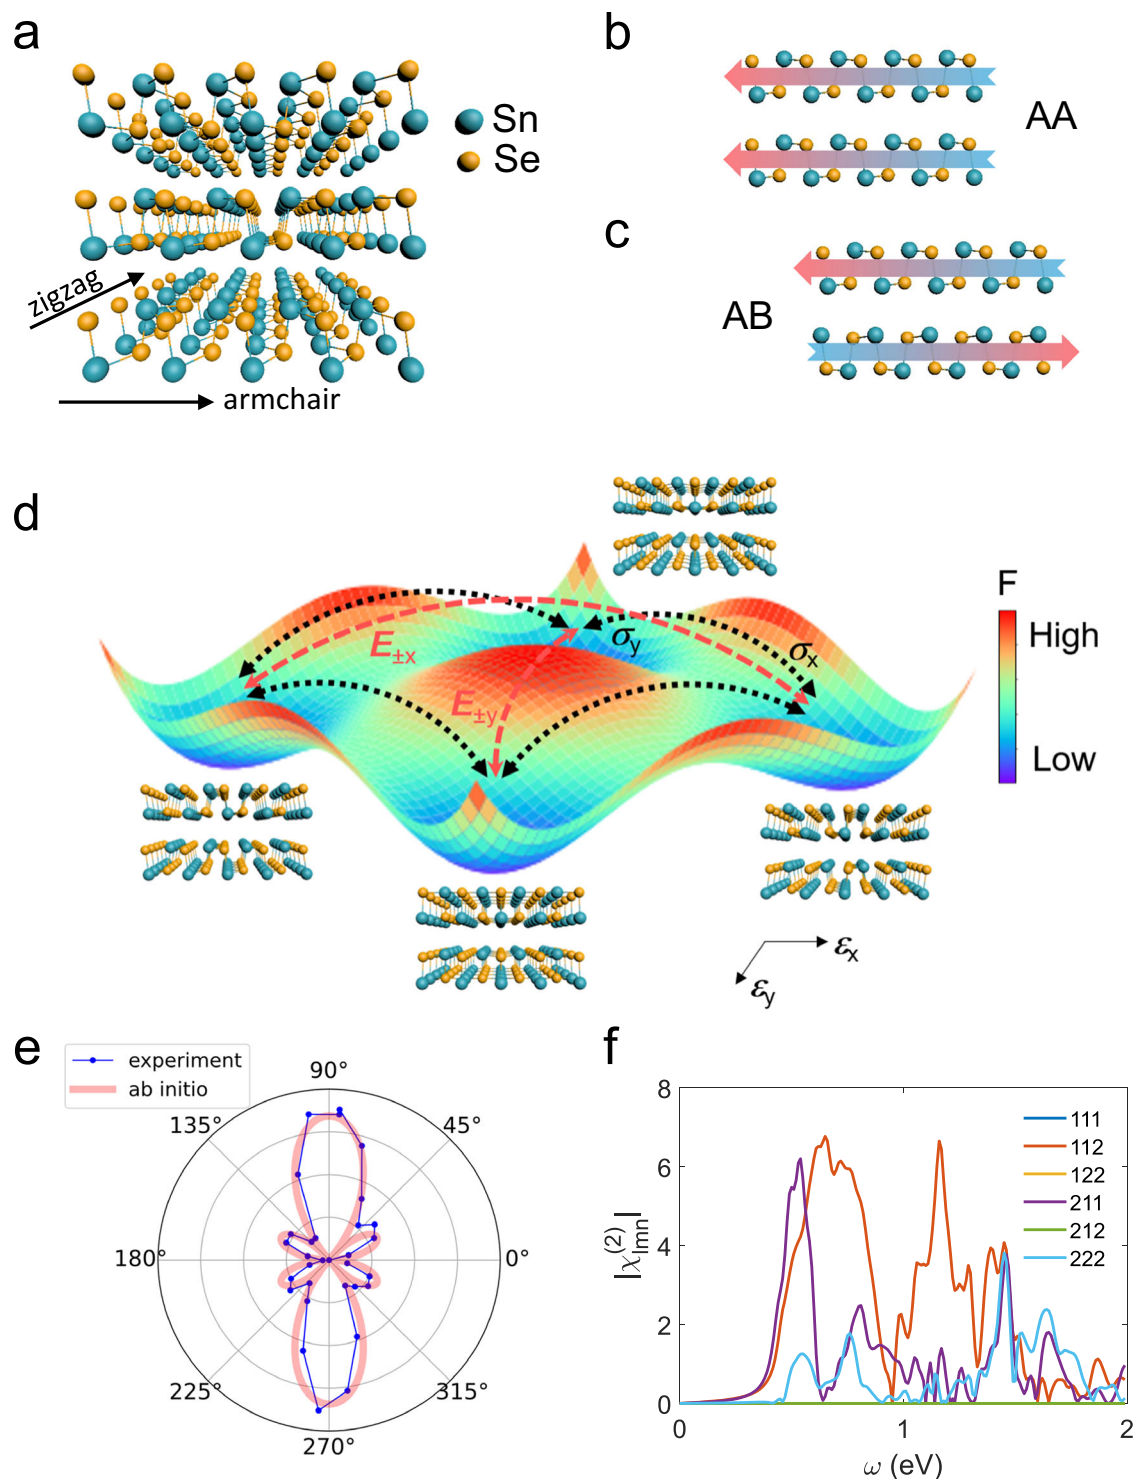 a
Sn
Se
zigzag
armchair
b
AA
c
AB
d
F
High
Low
E±x
E±y
σy
σx
εx
εy
e
experiment
ab initio
90°
135°
45°
180°
0°
225°
315°
270°
f
8
6
4
2
0
|χlmn(2)|
111
112
122
211
212
222
0
1
2
ω (eV)